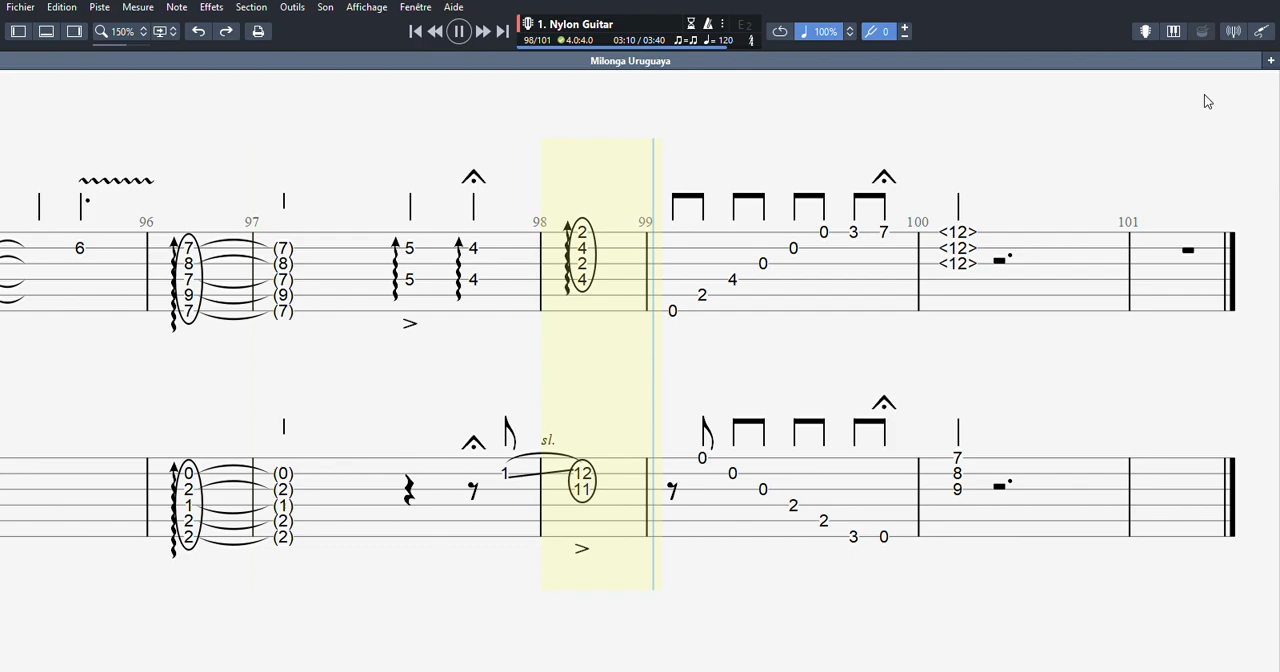 Fichier Edition Piste Mesure Note Effets Section Outils Son Affichage Fenêtre Aide
150% 1. Nylon Guitar E2 100% 0
98/101 4.0:4.0 03:10 / 03:40 = 120
Milonga Uruguaya
96 97 98 99 100 101
7 (7) 2 0 3 7 <12>
6 8 (8) 5 4 4 0 <12>
7 (7) 2 0 <12>
9 (9) 5 4 4 4
7 (7) 2
0
sl.
0 7
0 (0) 1 12 0 8
2 (2) 11 0 9
1 (1) 2
2 (2) 2
2 (2) 3 0